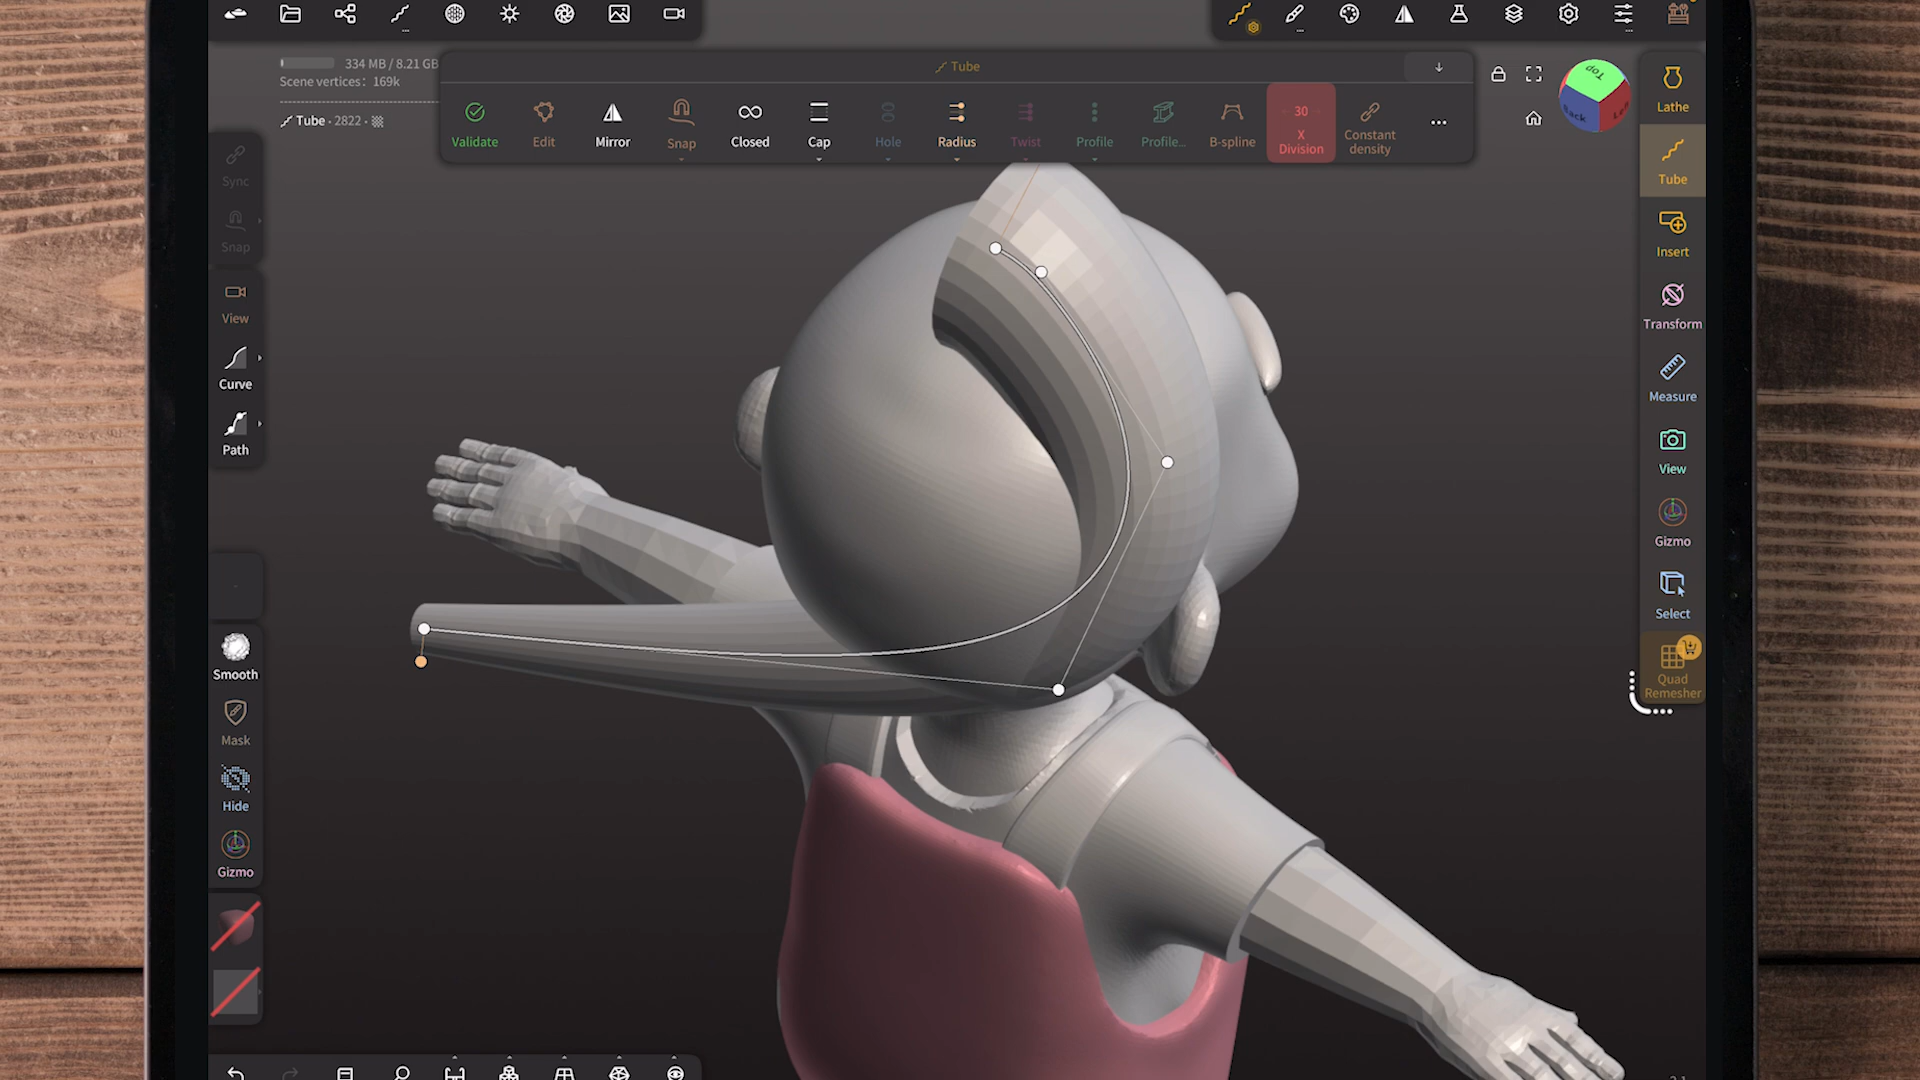 334 MB / 8.21 GB
Scene vertices: 169k
Tube · 2822 ·
Tube
Validate
Edit
Mirror
Snap
Closed
Cap
Hole
Radius
Twist
Profile
Profile...
B-spline
30
X
Division
Constant
density
...
Top
Back
Left
Sync
Snap
View
Curve
Path
Smooth
Mask
Hide
Gizmo
Lathe
Tube
Insert
Transform
Measure
View
Gizmo
Select
Quad
Remesher